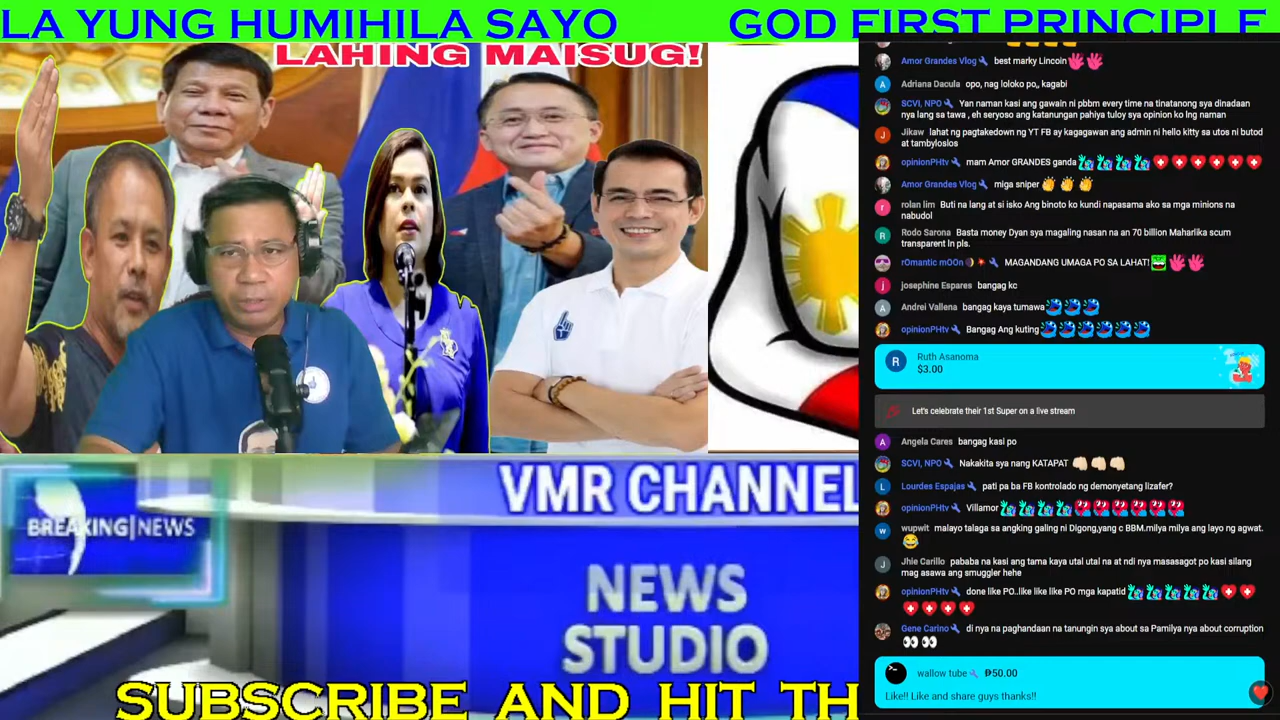 LA YUNG HUMIHILA SAYO
GOD FIRST PRINCIPLE
LAHING MAISUG!
BREAKING|NEWS
VMR CHANNEL
NEWS
STUDIO
SUBSCRIBE AND HIT TH
Amor Grandes Vlog best marky Lincoin
Adriana Dacula opo, nag loloko po,, kagabi
SCVI, NPO Yan naman kasi ang gawain ni pbbm every time na tinatanong sya dinadaan
nya lang sa tawa , eh seryoso ang katanungan pahiya tuloy sya opinion ko lng naman
Jikaw lahat ng pagtakedown ng YT FB ay kagagawan ang admin ni hello kitty sa utos ni butod
at tambyloslos
opinionPHtv mam Amor GRANDES ganda
Amor Grandes Vlog miga sniper
rolan lim Buti na lang at si isko Ang binoto ko kundi napasama ako sa mga minions na
nabudol
Rodo Sarona Basta money Dyan sya magaling nasan na an 70 billion Maharlika scum
transparent ln pls.
rOmantic mOOn MAGANDANG UMAGA PO SA LAHAT!
josephine Espares bangag kc
Andrei Vallena bangag kaya tumawa
opinionPHtv Bangag Ang kuting
R
Ruth Asanoma
$3.00
Let's celebrate their 1st Super on a live stream
Angela Cares bangag kasi po
SCVI, NPO Nakakita sya nang KATAPAT
Lourdes Espajas pati pa ba FB kontrolado ng demonyetang lizafer?
opinionPHtv Villamor
wupwit malayo talaga sa angking galing ni Digong,yang c BBM.milya milya ang layo ng agwat.
Jhie Carillo pababa na kasi ang tama kaya utal utal na at ndi nya masasagot po kasi silang
mag asawa ang smuggler hehe
opinionPHtv done like PO..like like like PO mga kapatid
Gene Carino di nya na paghandaan na tanungin sya about sa Pamilya nya about corruption
wallow tube ₱50.00
Like!! Like and share guys thanks!!